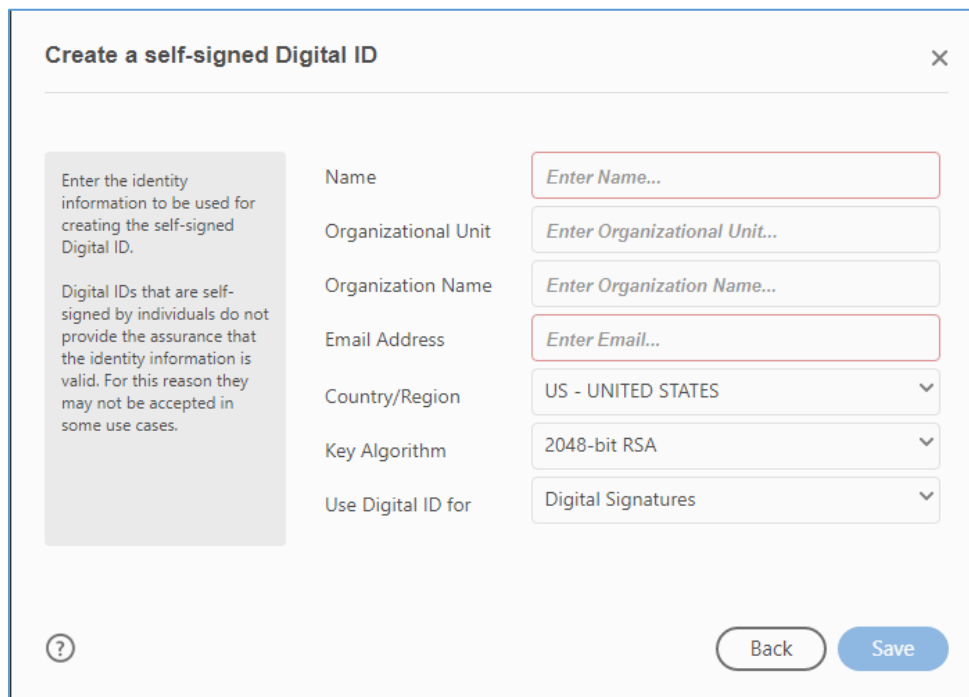 Create a self-signed Digital ID
Enter the identity
information to be used for
creating the self-signed
Digital ID.
Digital IDs that are self-
signed by individuals do not
provide the assurance that
the identity information is
valid. For this reason they
may not be accepted in
some use cases.
Name
Enter Name...
Organizational Unit
Enter Organizational Unit...
Organization Name
Enter Organization Name...
Email Address
Enter Email...
Country/Region
US - UNITED STATES
Key Algorithm
2048-bit RSA
Use Digital ID for
Digital Signatures
?
Back
Save